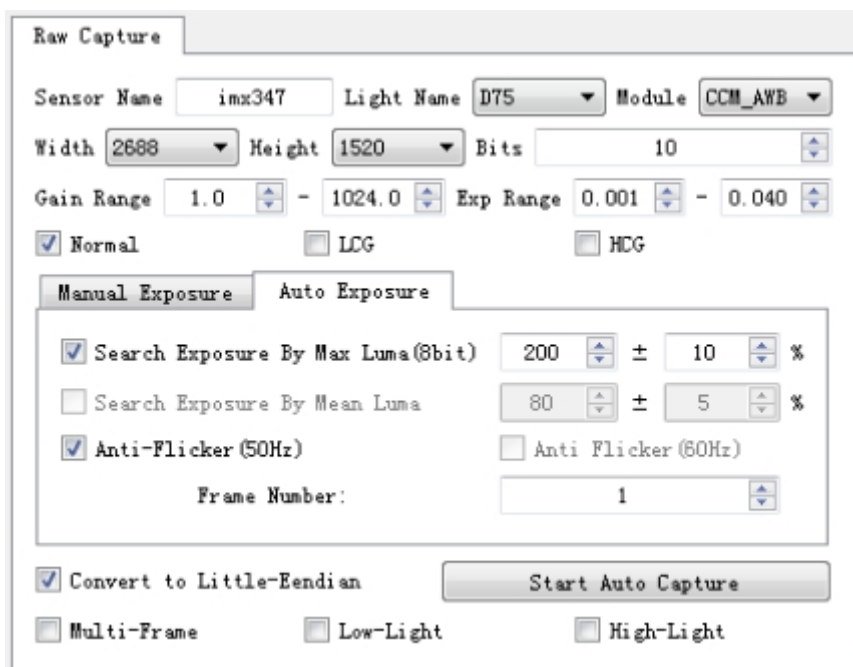 Raw Capture
Sensor Name imx347 Light Name D75 Module CCM_AWB
Width 2688 Height 1520 Bits 10
Gain Range 1.0 - 1024.0 Exp Range 0.001 - 0.040
Normal LCG HCG
Manual Exposure Auto Exposure
Search Exposure By Max Luma(8bit) 200 ± 10 %
Search Exposure By Mean Luma 80 ± 5 %
Anti-Flicker(50Hz) Anti Flicker(60Hz)
Frame Number: 1
Convert to Little-Eendian Start Auto Capture
Multi-Frame Low-Light High-Light